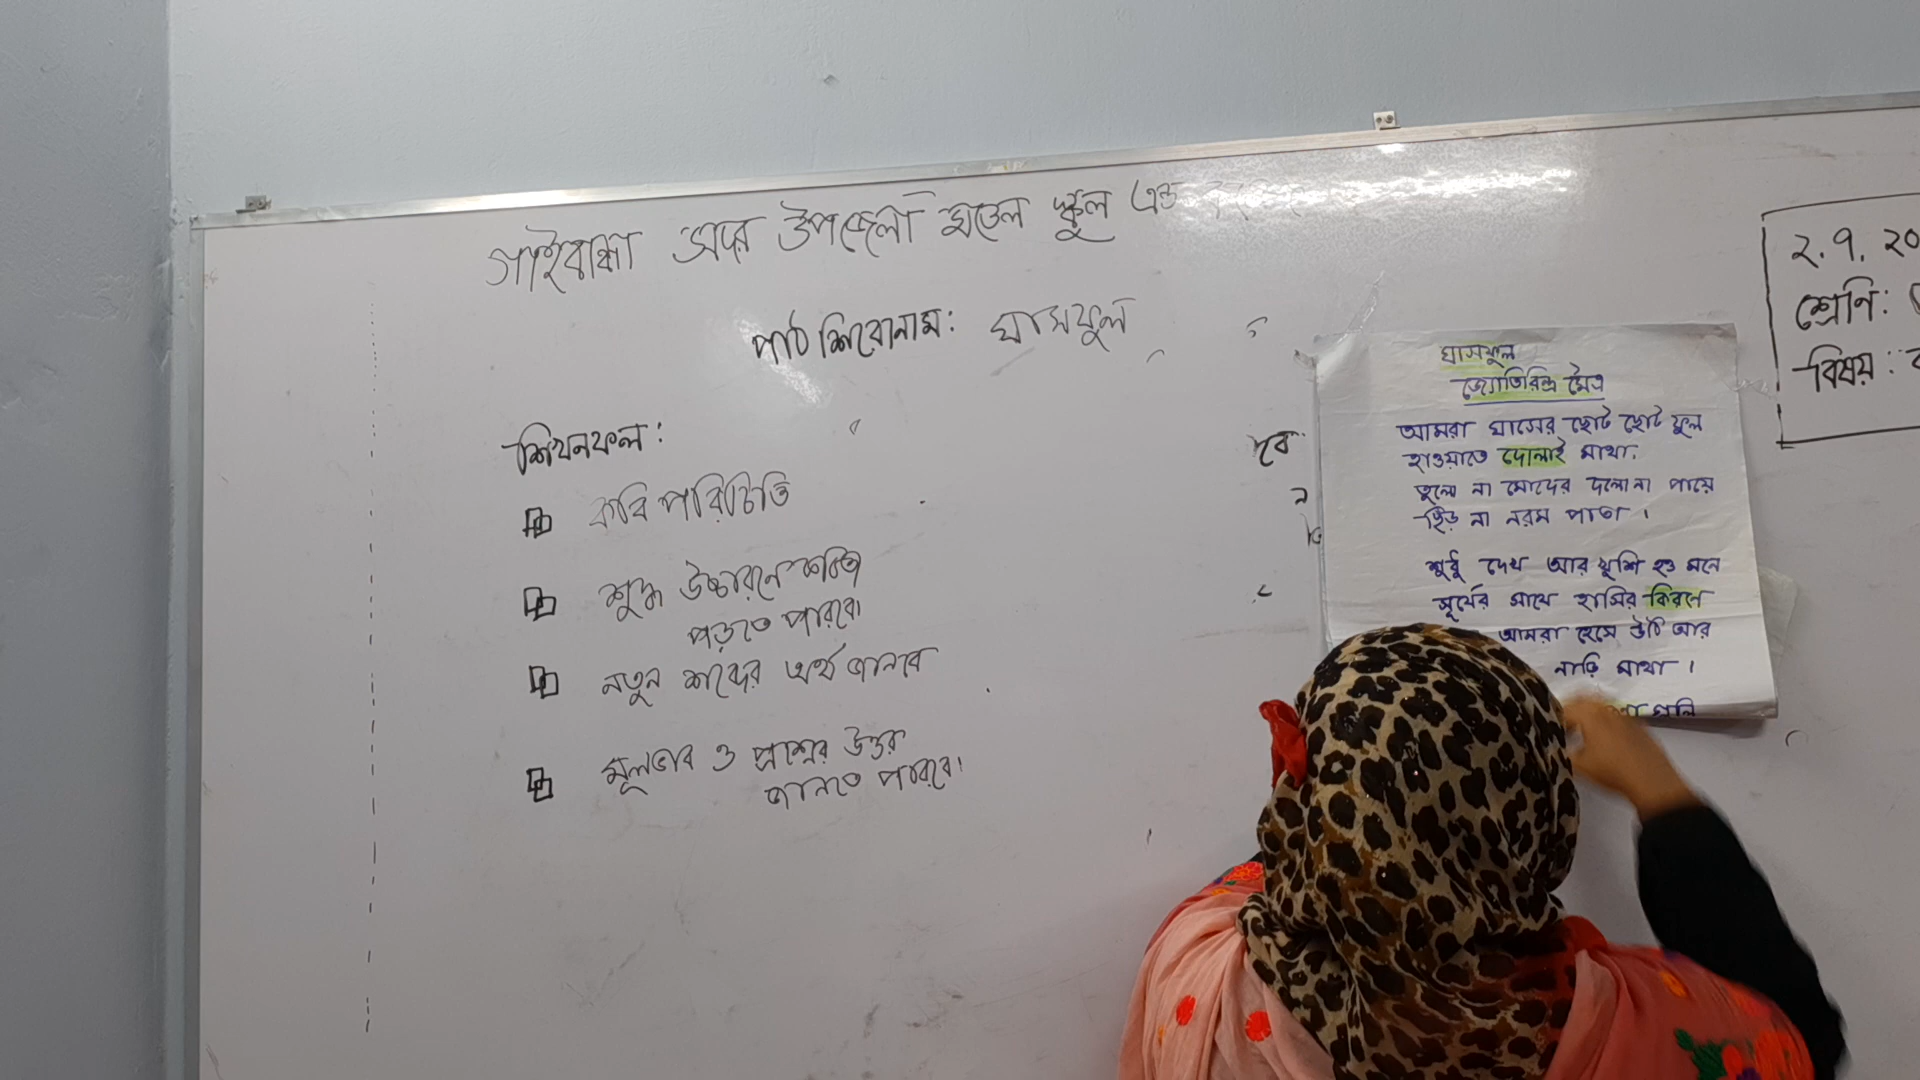 গাইবান্ধা সদর উপজেলা মডেল স্কুল এন্ড
পাঠ শিরোনাম: ঘাসফুল
শিখনফল:
কবি পরিচিতি
শুদ্ধ উচ্চারনে কবিতা
পড়তে পারবে।
নতুন শব্দের অর্থ জানবে
মূলভাব ও প্রশ্নের উত্তর
জানতে পারবে।
বে
ঘাসফুল
জ্যোতিরিন্দ্র মৈত্র
আমরা ঘাসের ছোট ছোট ফুল
হাওয়াতে দোলাই মাথা,
তুলো না মোদের দলো না পায়ে
ছিঁড় না নরম পাতা।
শুধু দেখ আর খুশি হও মনে
সূর্যের সাথে হাসির কিরণে
আমরা হেসে উঠি আর
নাড়ি মাথা।
গুলি
২.৭.২০
শ্রেণি:
বিষয়: